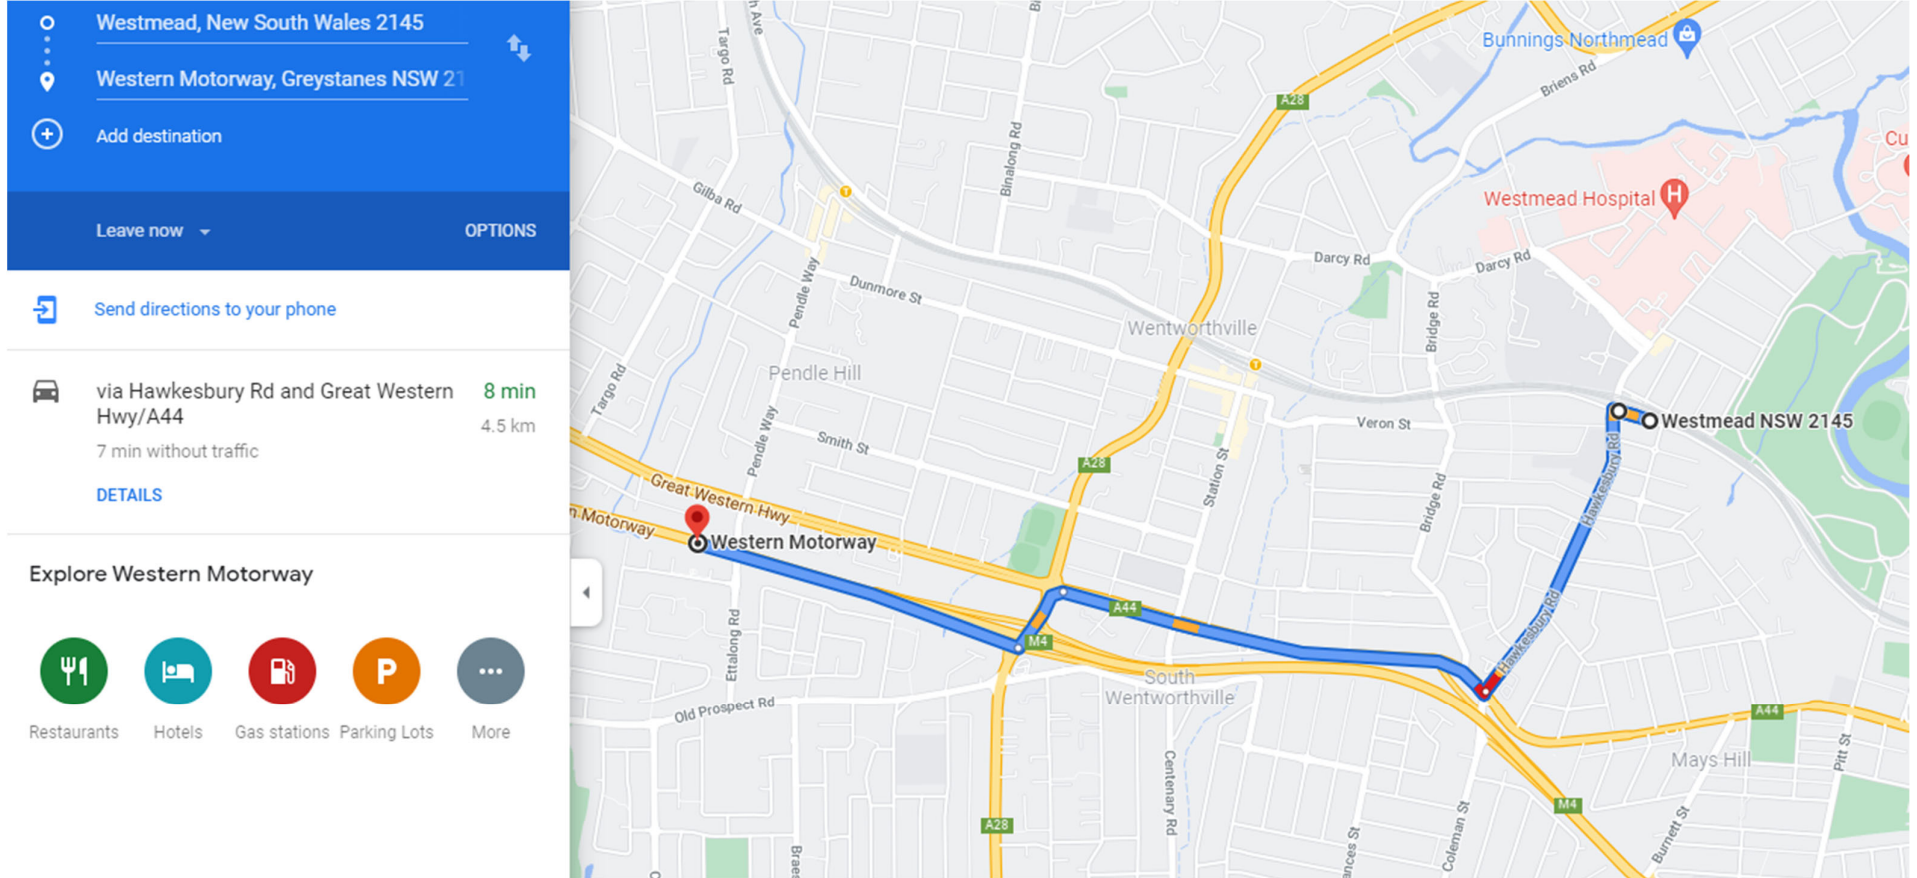 Westmead, New South Wales 2145
Western Motorway, Greystanes NSW 21
Add destination
Leave now
OPTIONS
Send directions to your phone
via Hawkesbury Rd and Great Western
8 min
Hwy/A44
4.5 km
7 min without traffic
DETAILS
Explore Western Motorway
Restaurants
Hotels
Gas stations
Parking Lots
More
P
h Ave
Targo Rd
Bi
Bunnings Northmead
Briens Rd
A28
Cu
Binalong Rd
Gilba Rd
Westmead Hospital
H
Darcy Rd
Darcy Rd
Pendle Way
Dunmore St
Bridge Rd
Wentworthville
T
T
Pendle Hill
Targo Rd
Westmead NSW 2145
Veron St
Pendle Way
Smith St
Hawkesbury Rd
A28
Station St
Bridge Rd
Great Western Hwy
n Motorway
Western Motorway
A44
Hawkesbury Rd
M4
Ettalong Rd
South
Wentworthville
Old Prospect Rd
A44
Mays Hill
Pitt St
Centenary Rd
M4
A28
Coleman St
Burnett St
ances St
Braes
C